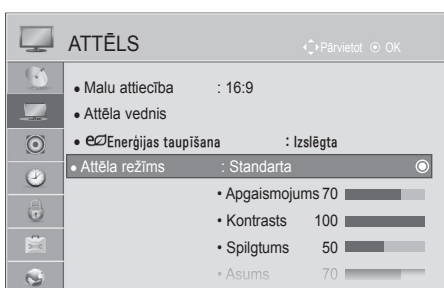 ATTĒLS
Pārvietot OK
• Malu attiecība : 16:9
• Attēla vednis
• Enerģijas taupīšana : Izslēgta
• Attēla režīms : Standarta
• Apgaismojums 70
• Kontrasts 100
• Spilgtums 50
• Asums 70